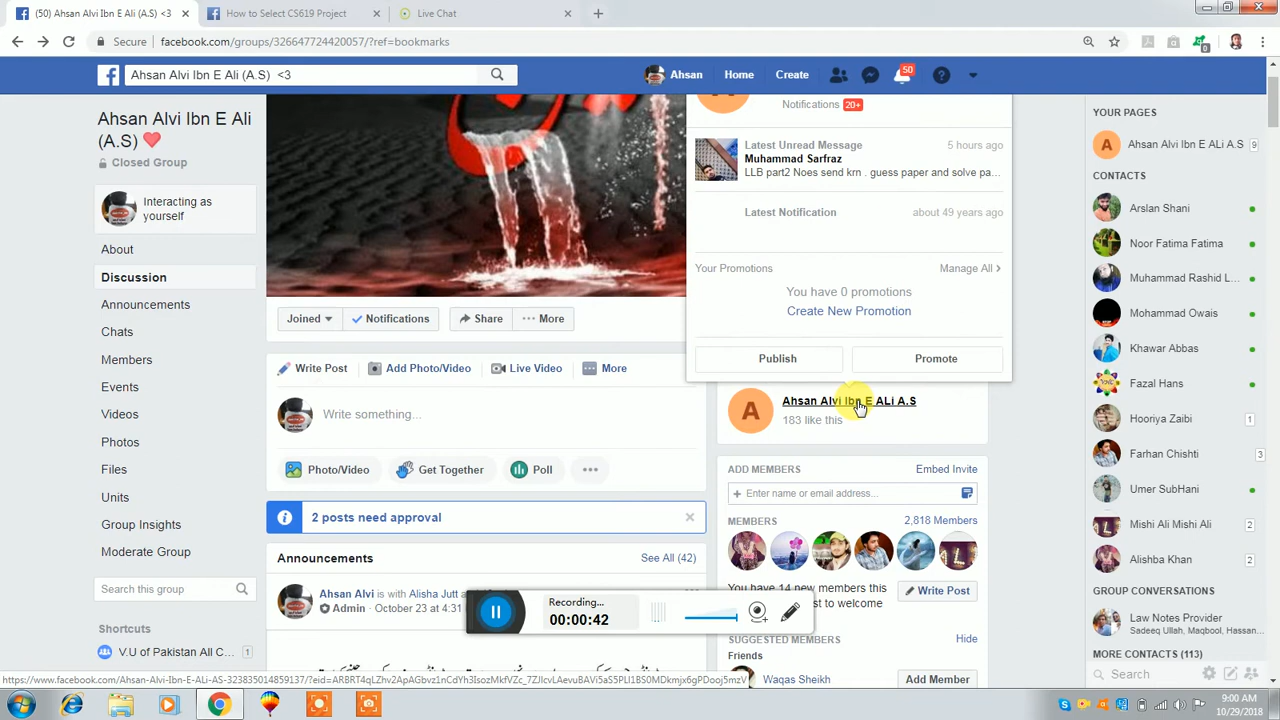 (50) Ahsan Alvi Ibn E Ali (A.S) <3
How to Select CS619 Project
Live Chat
Secure
facebook.com/groups/326647724420057/?ref=bookmarks
Ahsan Alvi Ibn E Ali (A.S) <3
Ahsan
Home
Create
50
Ahsan Alvi Ibn E Ali
(A.S)
Closed Group
Interacting as
yourself
About
Discussion
Announcements
Chats
Members
Events
Videos
Photos
Files
Units
Group Insights
Moderate Group
Search this group
Shortcuts
V.U of Pakistan All C... 1
Joined
Notifications
Share
More
Write Post
Add Photo/Video
Live Video
More
Write something...
Photo/Video
Get Together
Poll
2 posts need approval
Announcements
See All (42)
Ahsan Alvi is with Alisha Jutt
Admin · October 23 at 4:31
Recording...
00:00:42
Notifications 20+
Latest Unread Message
5 hours ago
Muhammad Sarfraz
LLB part2 Noes send krn . guess paper and solve pa...
Latest Notification
about 49 years ago
Your Promotions
Manage All
You have 0 promotions
Create New Promotion
Publish
Promote
A
Ahsan Alvi Ibn E ALi A.S
183 like this
ADD MEMBERS
Embed Invite
+ Enter name or email address...
MEMBERS
2,818 Members
You have 14 new members this
st to welcome
Write Post
SUGGESTED MEMBERS
Hide
Friends
Waqas Sheikh
Add Member
YOUR PAGES
A
Ahsan Alvi Ibn E ALi A.S 9
CONTACTS
Arslan Shani
Noor Fatima Fatima
Muhammad Rashid L...
Mohammad Owais
Khawar Abbas
Fazal Hans
Hooriya Zaibi 1
Farhan Chishti 3
Umer SubHani
Mishi Ali Mishi Ali 2
Alishba Khan 2
GROUP CONVERSATIONS
Law Notes Promoter
Sadeeq Ullah, Maqbool, Hassan...
MORE CONTACTS (113)
Search
9:00 AM
10/29/2018